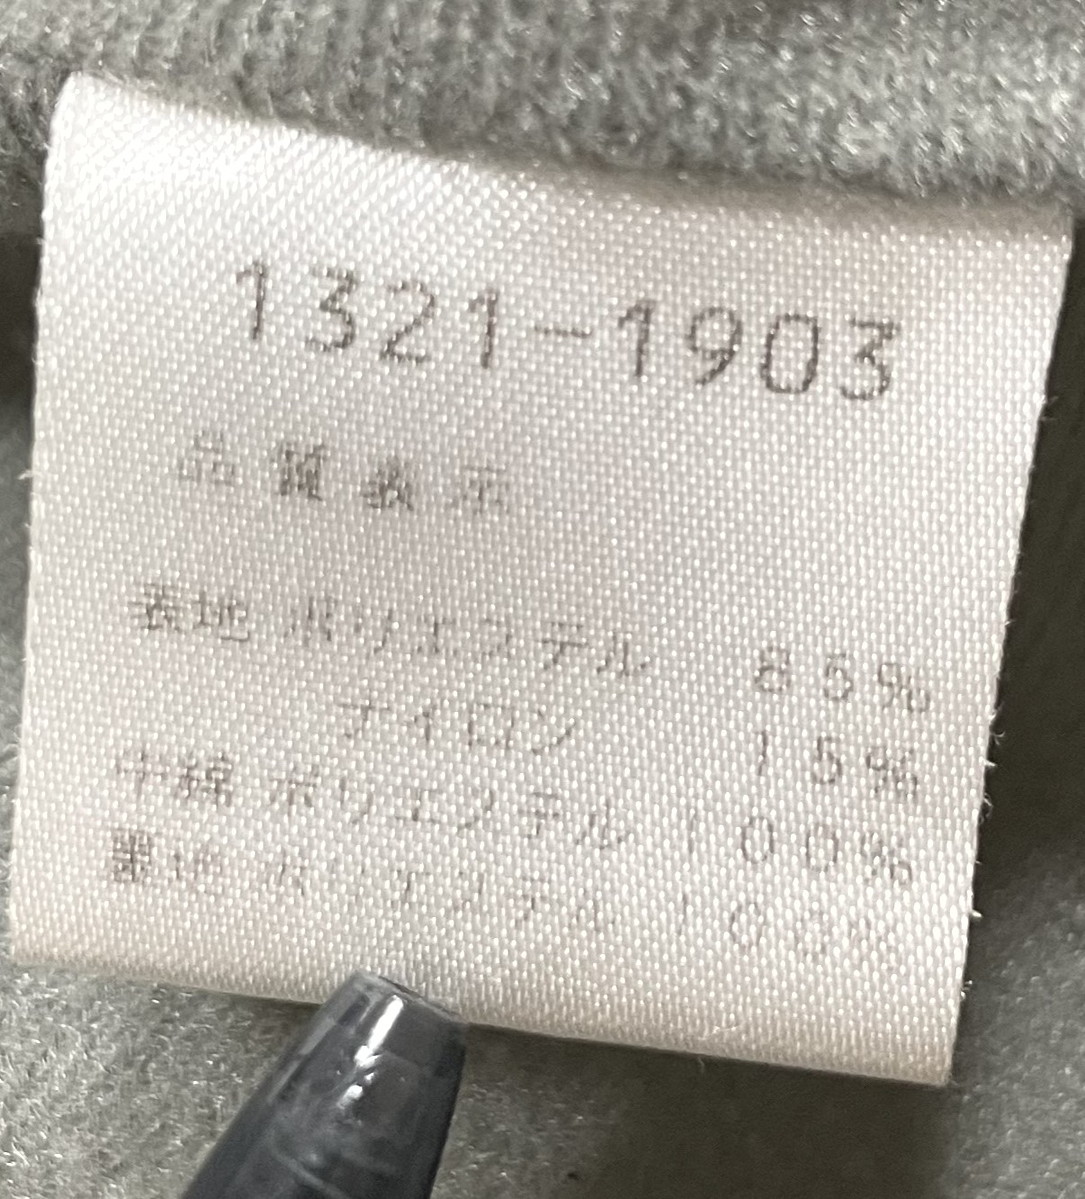 1321-1903
品質表示
表地 ポリエステル 85%
ナイロン 15%
中綿 ポリエステル 100%
裏地 ポリエステル 100%